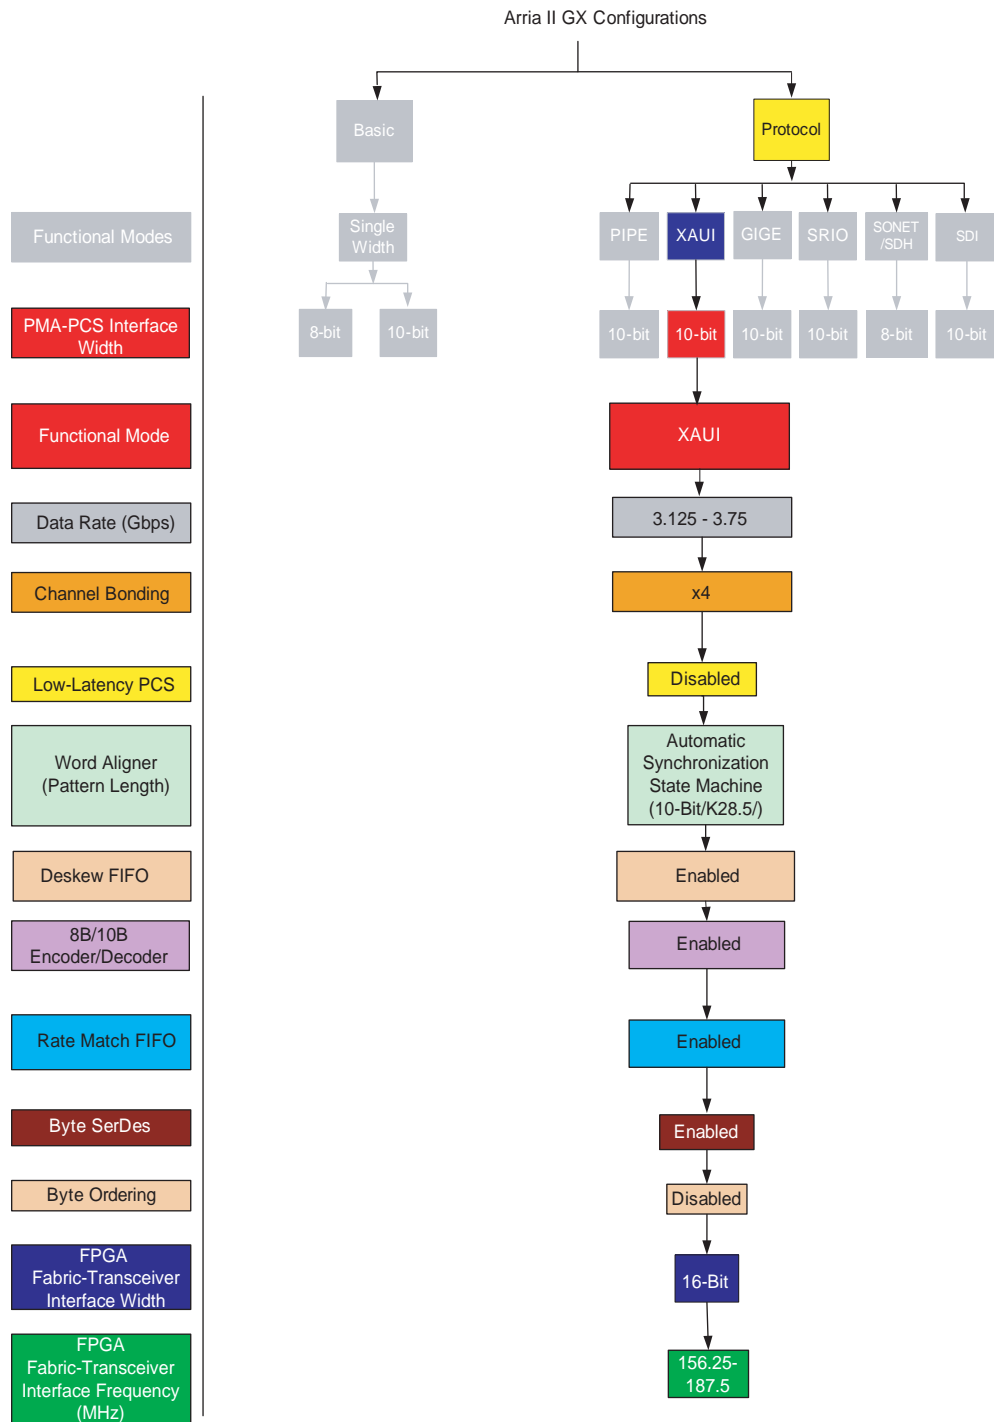 Arria II GX Configurations
Basic
Protocol
Functional Modes
Single
Width
PIPE
XAUI
GIGE
SRIO
SONET
/SDH
SDI
PMA-PCS Interface
Width
8-bit
10-bit
10-bit
10-bit
10-bit
10-bit
8-bit
10-bit
Functional Mode
XAUI
Data Rate (Gbps)
3.125 - 3.75
Channel Bonding
x4
Low-Latency PCS
Disabled
Word Aligner
(Pattern Length)
Automatic
Synchronization
State Machine
(10-Bit/K28.5/)
Deskew FIFO
Enabled
8B/10B
Encoder/Decoder
Enabled
Rate Match FIFO
Enabled
Byte SerDes
Enabled
Byte Ordering
Disabled
FPGA
Fabric-Transceiver
Interface Width
16-Bit
FPGA
Fabric-Transceiver
Interface Frequency
(MHz)
156.25-
187.5